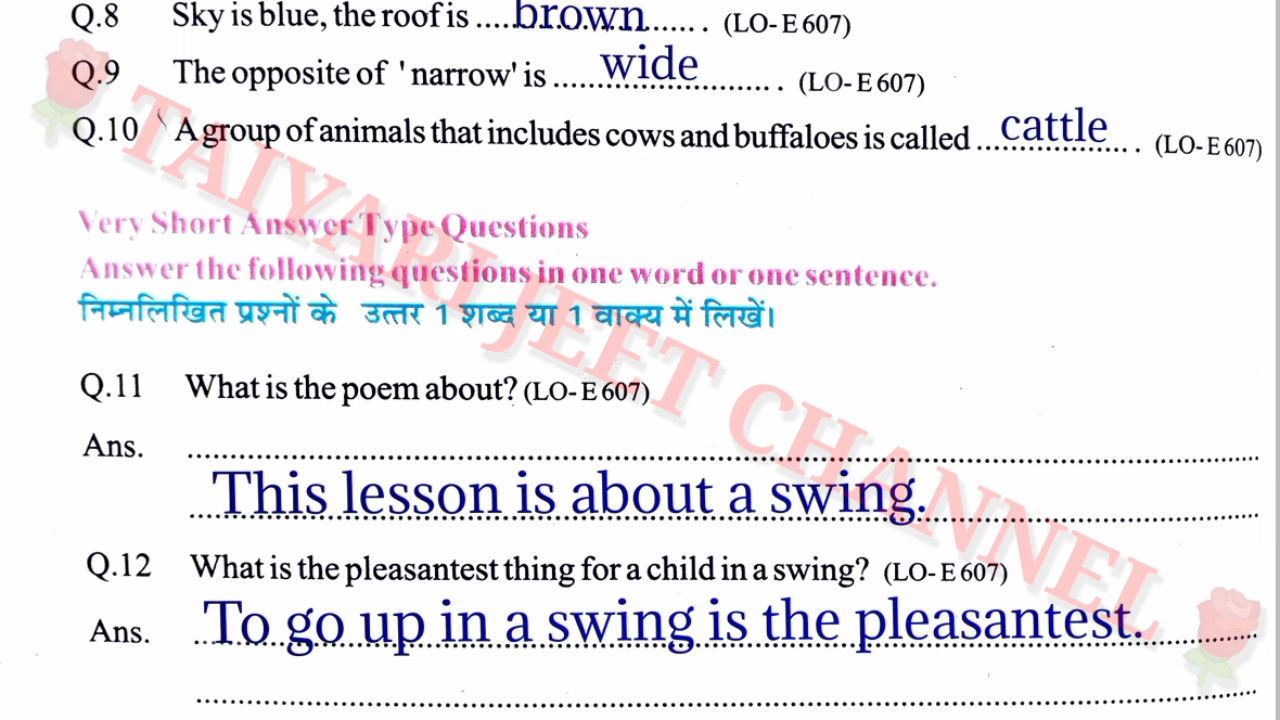 Q.8 Sky is blue, the roof is .....brown....... . (LO- E 607)
Q.9 The opposite of 'narrow' is ......wide........... . (LO- E 607)
Q.10 A group of animals that includes cows and buffaloes is called ...cattle... . (LO- E 607)
Very Short Answer Type Questions
Answer the following questions in one word or one sentence.
निम्नलिखित प्रश्नों के उत्तर 1 शब्द या 1 वाक्य में लिखें।
Q.11 What is the poem about? (LO- E 607)
Ans. ..........
This lesson is about a swing.
Q.12 What is the pleasantest thing for a child in a swing? (LO- E 607)
Ans. To go up in a swing is the pleasantest.
TAIYARI JEET CHANNEL